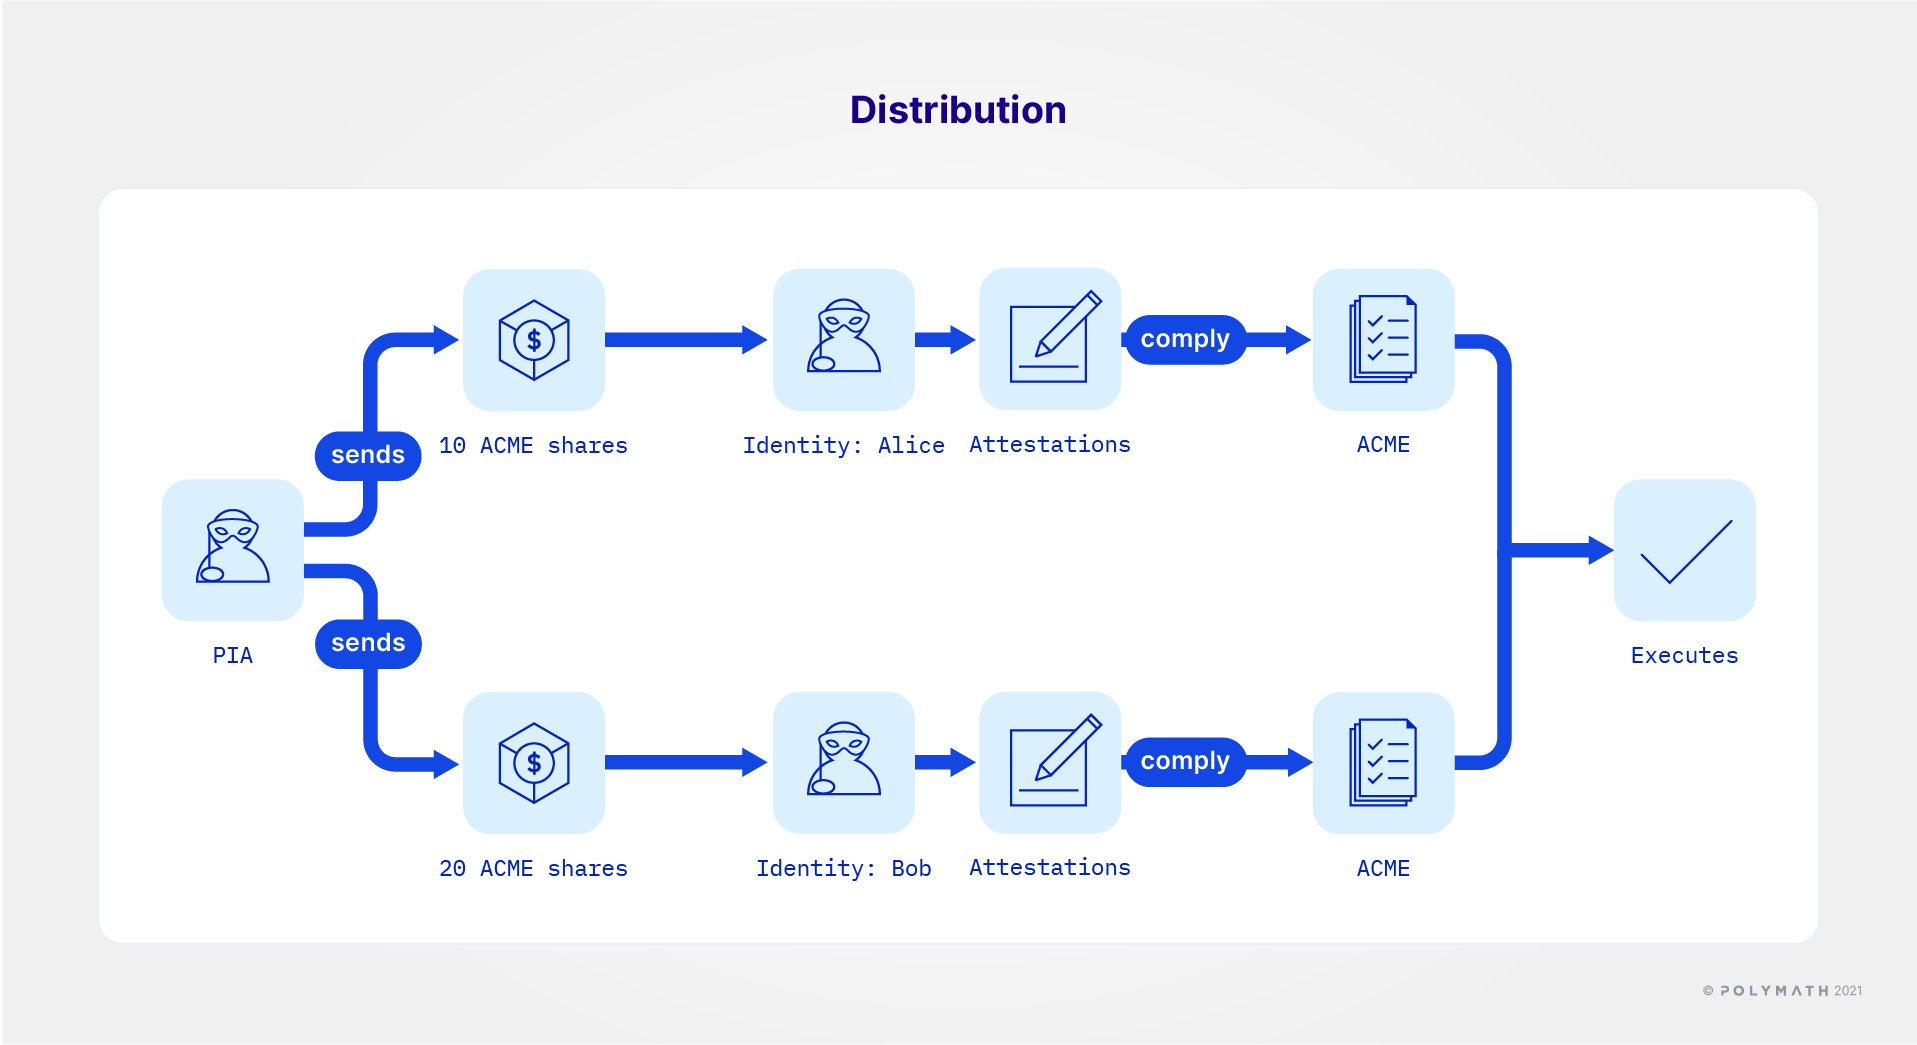 Distribution
sends
10 ACME shares
Identity: Alice
Attestations
comply
ACME
PIA
sends
20 ACME shares
Identity: Bob
Attestations
comply
ACME
Executes
$
$
© POLYMATH 2021